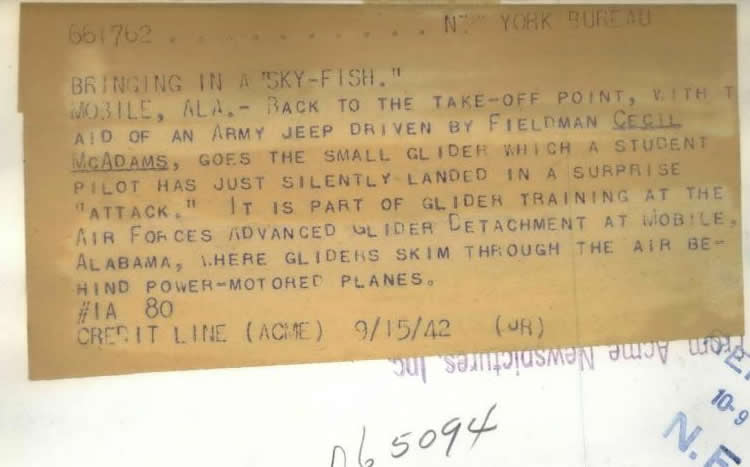 661762 . . . . . . . . . . . NEW YORK BUREAU
BRINGING IN A "SKY-FISH."
MOBILE, ALA.- BACK TO THE TAKE-OFF POINT, WITH T
AID OF AN ARMY JEEP DRIVEN BY FIELDMAN CECIL
MCADAMS, GOES THE SMALL GLIDER WHICH A STUDENT
PILOT HAS JUST SILENTLY LANDED IN A SURPRISE
"ATTACK." IT IS PART OF GLIDER TRAINING AT THE
AIR FORCES ADVANCED GLIDER DETACHMENT AT MOBILE,
ALABAMA, WHERE GLIDERS SKIM THROUGH THE AIR BE-
HIND POWER-MOTORED PLANES.
#1A 80
CREDIT LINE (ACME) 9/15/42 (JR)
From Acme Newspictures, Inc.
10-9
N.E
D65094